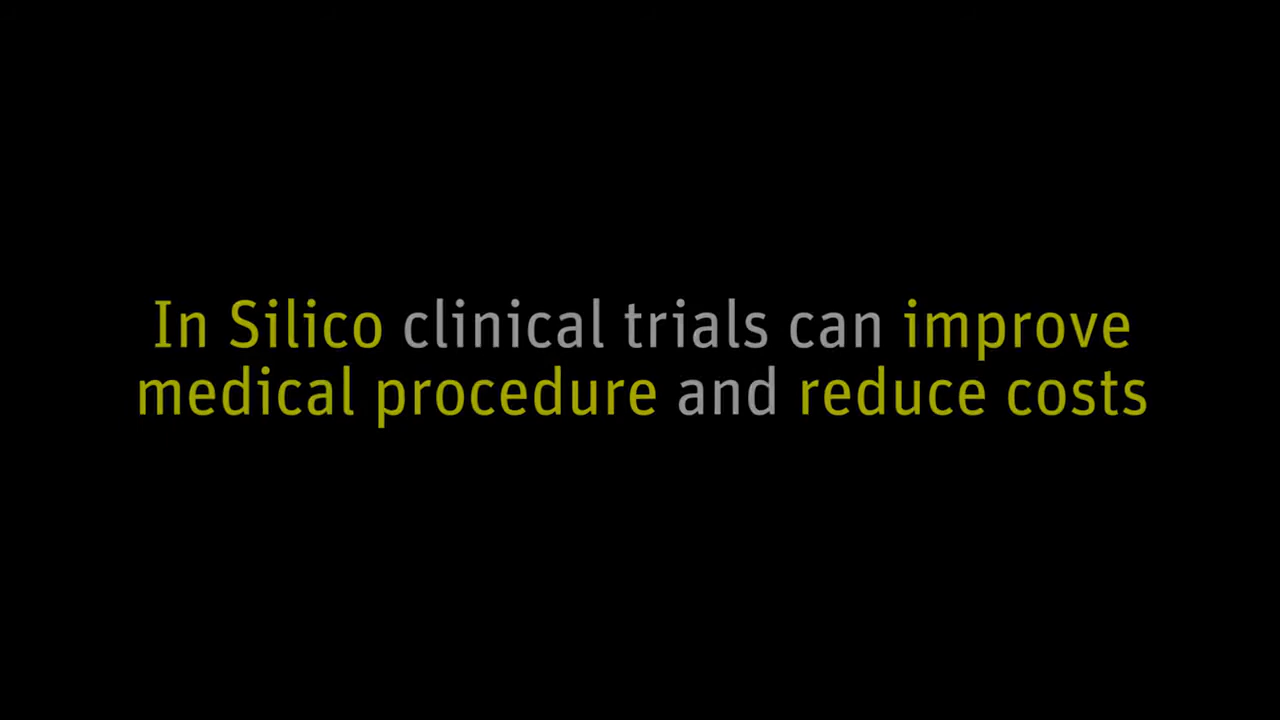 In Silico clinical trials can improve
medical procedure and reduce costs